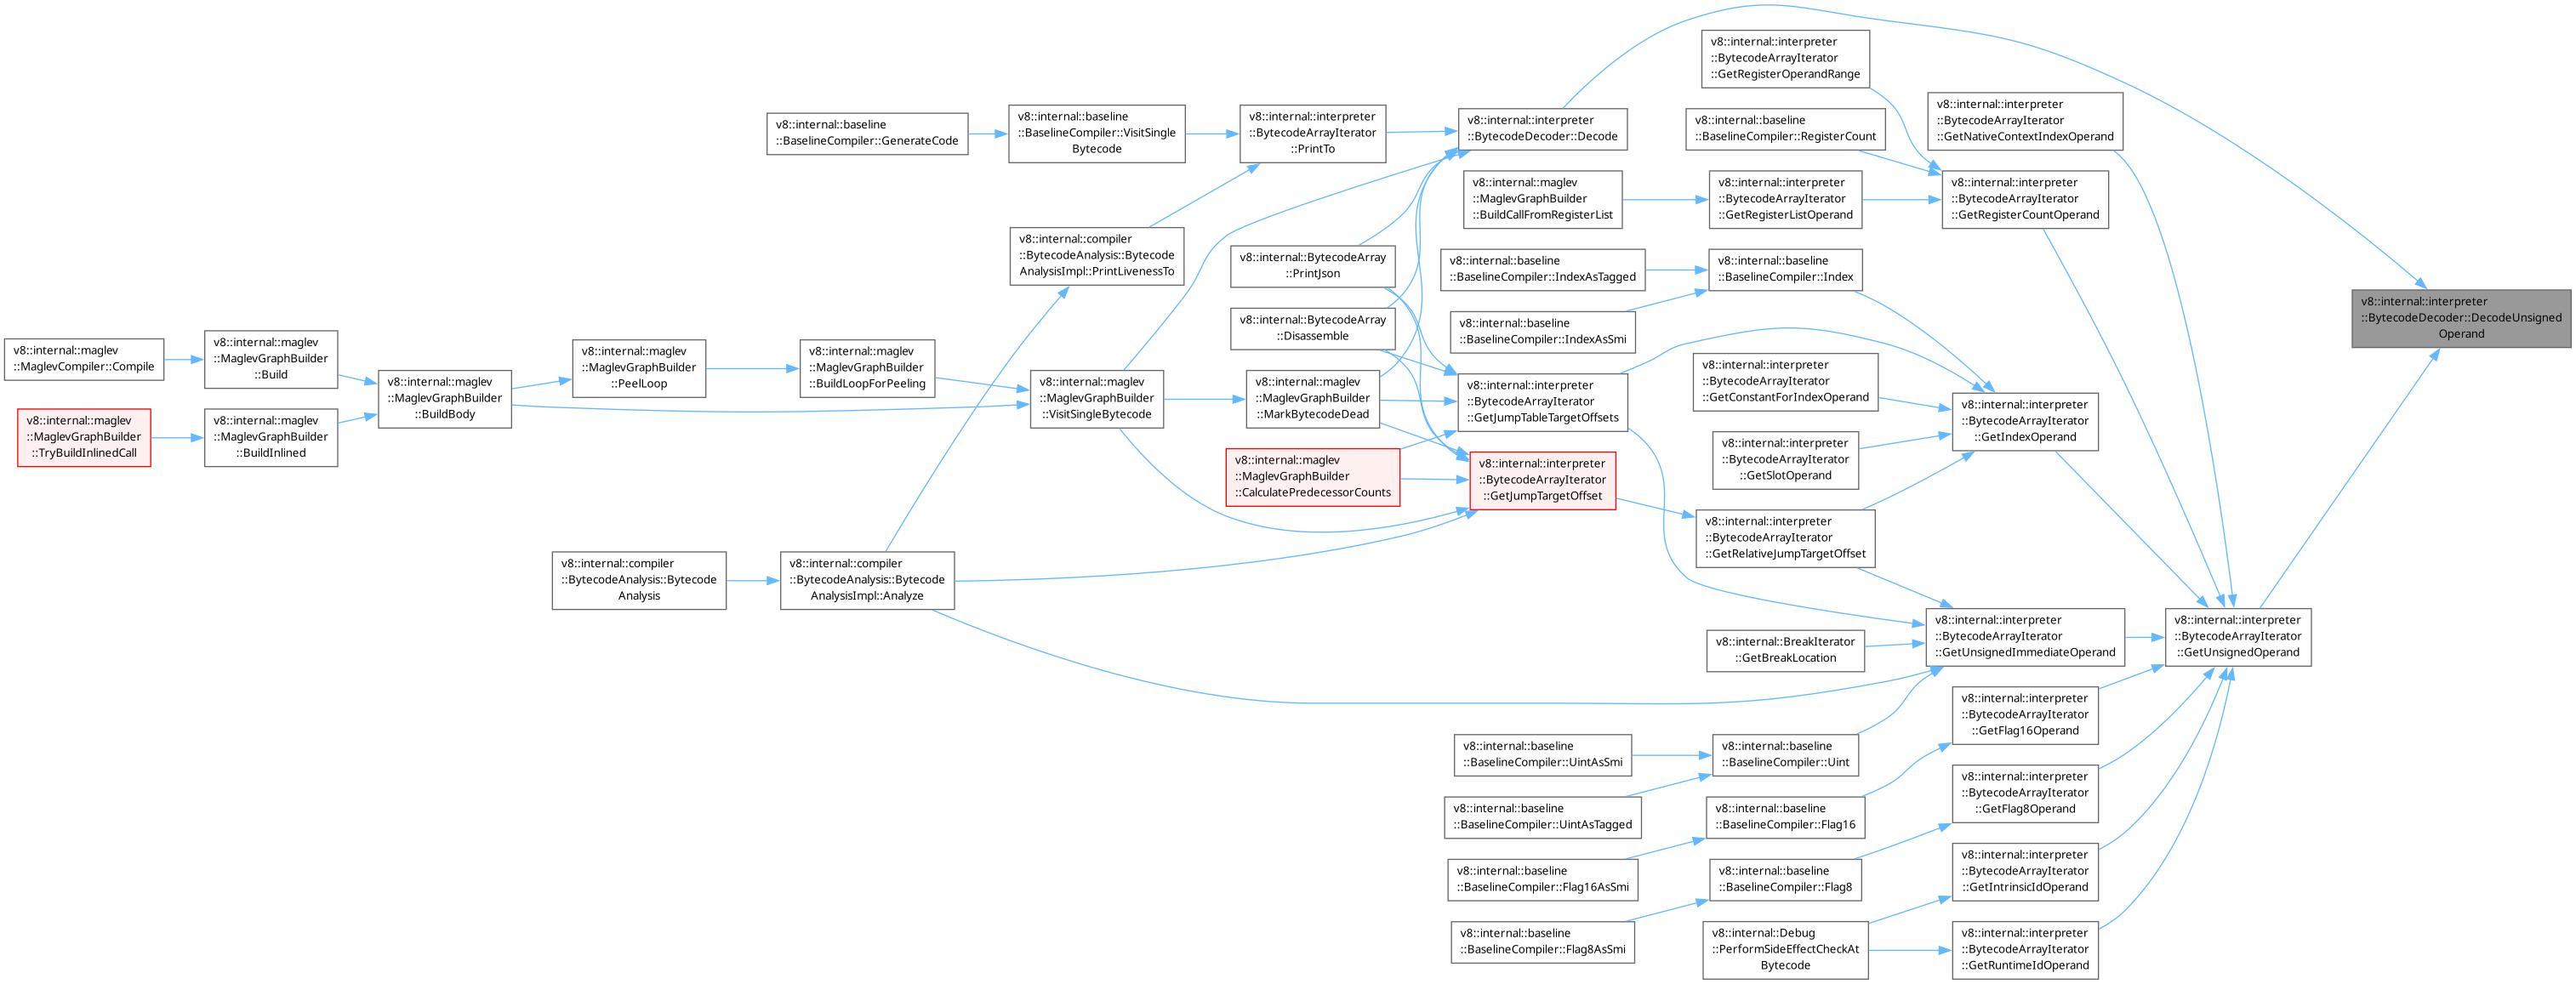 v8::internal::maglev
::MaglevCompiler::Compile
v8::internal::maglev
::MaglevGraphBuilder
::TryBuildInlinedCall
v8::internal::maglev
::MaglevGraphBuilder
::Build
v8::internal::maglev
::MaglevGraphBuilder
::BuildInlined
v8::internal::maglev
::MaglevGraphBuilder
::BuildBody
v8::internal::maglev
::MaglevGraphBuilder
::PeelLoop
v8::internal::compiler
::BytecodeAnalysis::Bytecode
Analysis
v8::internal::baseline
::BaselineCompiler::GenerateCode
v8::internal::maglev
::MaglevGraphBuilder
::BuildLoopForPeeling
v8::internal::compiler
::BytecodeAnalysis::Bytecode
AnalysisImpl::Analyze
v8::internal::baseline
::BaselineCompiler::VisitSingle
Bytecode
v8::internal::compiler
::BytecodeAnalysis::Bytecode
AnalysisImpl::PrintLivenessTo
v8::internal::maglev
::MaglevGraphBuilder
::VisitSingleBytecode
v8::internal::interpreter
::BytecodeArrayIterator
::PrintTo
v8::internal::BytecodeArray
::PrintJson
v8::internal::BytecodeArray
::Disassemble
v8::internal::maglev
::MaglevGraphBuilder
::MarkBytecodeDead
v8::internal::maglev
::MaglevGraphBuilder
::CalculatePredecessorCounts
v8::internal::interpreter
::BytecodeDecoder::Decode
v8::internal::maglev
::MaglevGraphBuilder
::BuildCallFromRegisterList
v8::internal::baseline
::BaselineCompiler::IndexAsTagged
v8::internal::baseline
::BaselineCompiler::IndexAsSmi
v8::internal::interpreter
::BytecodeArrayIterator
::GetJumpTableTargetOffsets
v8::internal::interpreter
::BytecodeArrayIterator
::GetJumpTargetOffset
v8::internal::baseline
::BaselineCompiler::UintAsSmi
v8::internal::baseline
::BaselineCompiler::UintAsTagged
v8::internal::baseline
::BaselineCompiler::Flag16AsSmi
v8::internal::baseline
::BaselineCompiler::Flag8AsSmi
v8::internal::interpreter
::BytecodeArrayIterator
::GetRegisterOperandRange
v8::internal::baseline
::BaselineCompiler::RegisterCount
v8::internal::interpreter
::BytecodeArrayIterator
::GetRegisterListOperand
v8::internal::baseline
::BaselineCompiler::Index
v8::internal::interpreter
::BytecodeArrayIterator
::GetConstantForIndexOperand
v8::internal::interpreter
::BytecodeArrayIterator
::GetSlotOperand
v8::internal::interpreter
::BytecodeArrayIterator
::GetRelativeJumpTargetOffset
v8::internal::BreakIterator
::GetBreakLocation
v8::internal::baseline
::BaselineCompiler::Uint
v8::internal::baseline
::BaselineCompiler::Flag16
v8::internal::baseline
::BaselineCompiler::Flag8
v8::internal::Debug
::PerformSideEffectCheckAt
Bytecode
v8::internal::interpreter
::BytecodeArrayIterator
::GetNativeContextIndexOperand
v8::internal::interpreter
::BytecodeArrayIterator
::GetRegisterCountOperand
v8::internal::interpreter
::BytecodeArrayIterator
::GetIndexOperand
v8::internal::interpreter
::BytecodeArrayIterator
::GetUnsignedImmediateOperand
v8::internal::interpreter
::BytecodeArrayIterator
::GetFlag16Operand
v8::internal::interpreter
::BytecodeArrayIterator
::GetFlag8Operand
v8::internal::interpreter
::BytecodeArrayIterator
::GetIntrinsicIdOperand
v8::internal::interpreter
::BytecodeArrayIterator
::GetRuntimeIdOperand
v8::internal::interpreter
::BytecodeArrayIterator
::GetUnsignedOperand
v8::internal::interpreter
::BytecodeDecoder::DecodeUnsigned
Operand